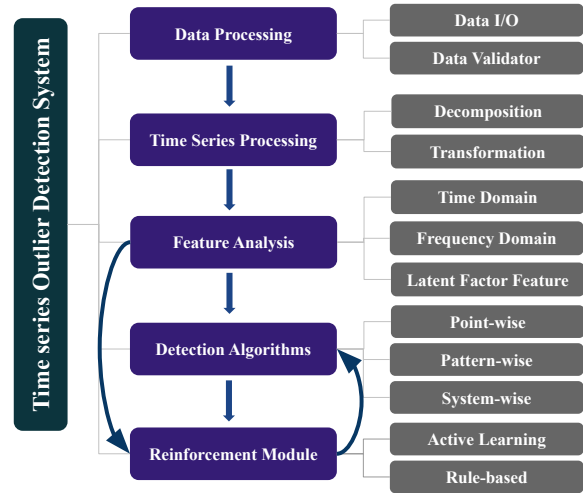 Time series Outlier Detection System
Data Processing
Data I/O
Data Validator
Time Series Processing
Decomposition
Transformation
Feature Analysis
Time Domain
Frequency Domain
Latent Factor Feature
Detection Algorithms
Point-wise
Pattern-wise
System-wise
Reinforcement Module
Active Learning
Rule-based